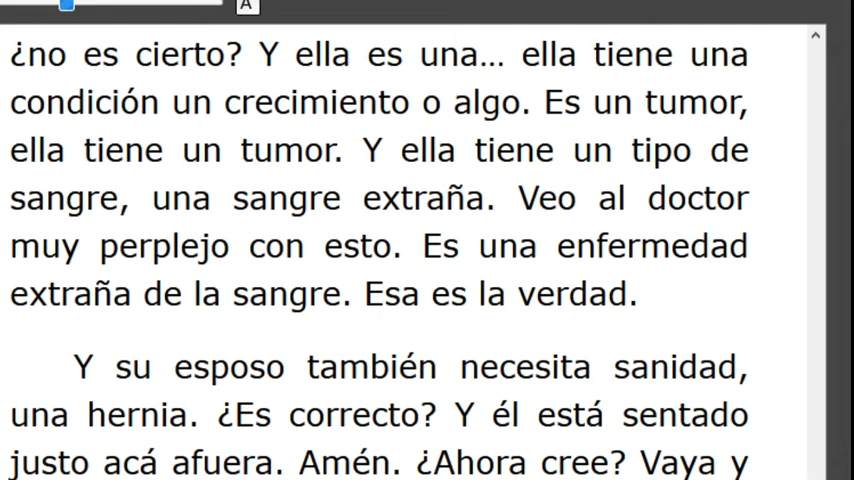 A
¿no es cierto? Y ella es una... ella tiene una
condición un crecimiento o algo. Es un tumor,
ella tiene un tumor. Y ella tiene un tipo de
sangre, una sangre extraña. Veo al doctor
muy perplejo con esto. Es una enfermedad
extraña de la sangre. Esa es la verdad.
Y su esposo también necesita sanidad,
una hernia. ¿Es correcto? Y él está sentado
justo acá afuera. Amén. ¿Ahora cree? Vaya y